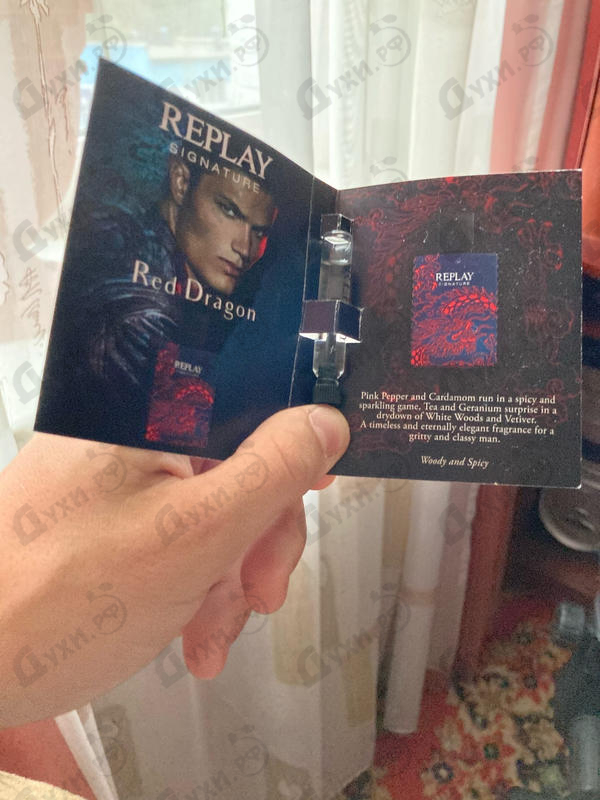 REPLAY
SIGNATURE
Red Dragon
REPLAY
SIGNATURE
REPLAY
SIGNATURE
Pink Pepper and Cardamom run in a spicy and
sparkling game, Tea and Geranium surprise in a
drydown of White Woods and Vetiver.
A timeless and eternally elegant fragrance for a
gritty and classy man.
Woody and Spicy
Духи.РФ